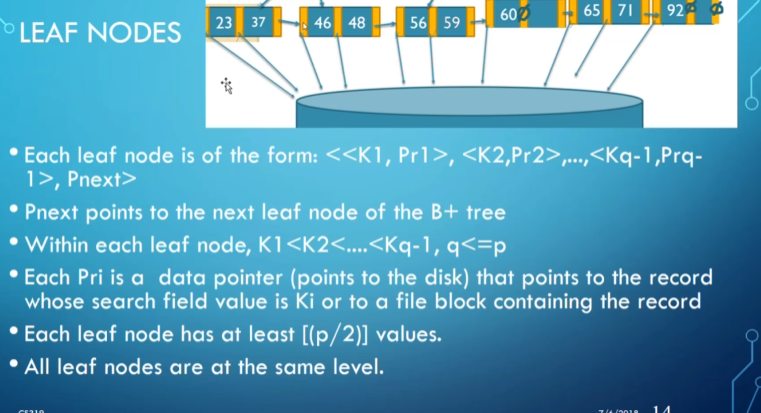 23 37 46 48 56 59 60 65 71 92
LEAF NODES
• Each leaf node is of the form: <<K1, Pr1>, <K2,Pr2>,...,<Kq-1,Prq-
1>, Pnext>
• Pnext points to the next leaf node of the B+ tree
• Within each leaf node, K1<K2<....<Kq-1, q<=p
• Each Pri is a data pointer (points to the disk) that points to the record
whose search field value is Ki or to a file block containing the record
• Each leaf node has at least [(p/2)] values.
• All leaf nodes are at the same level.
14